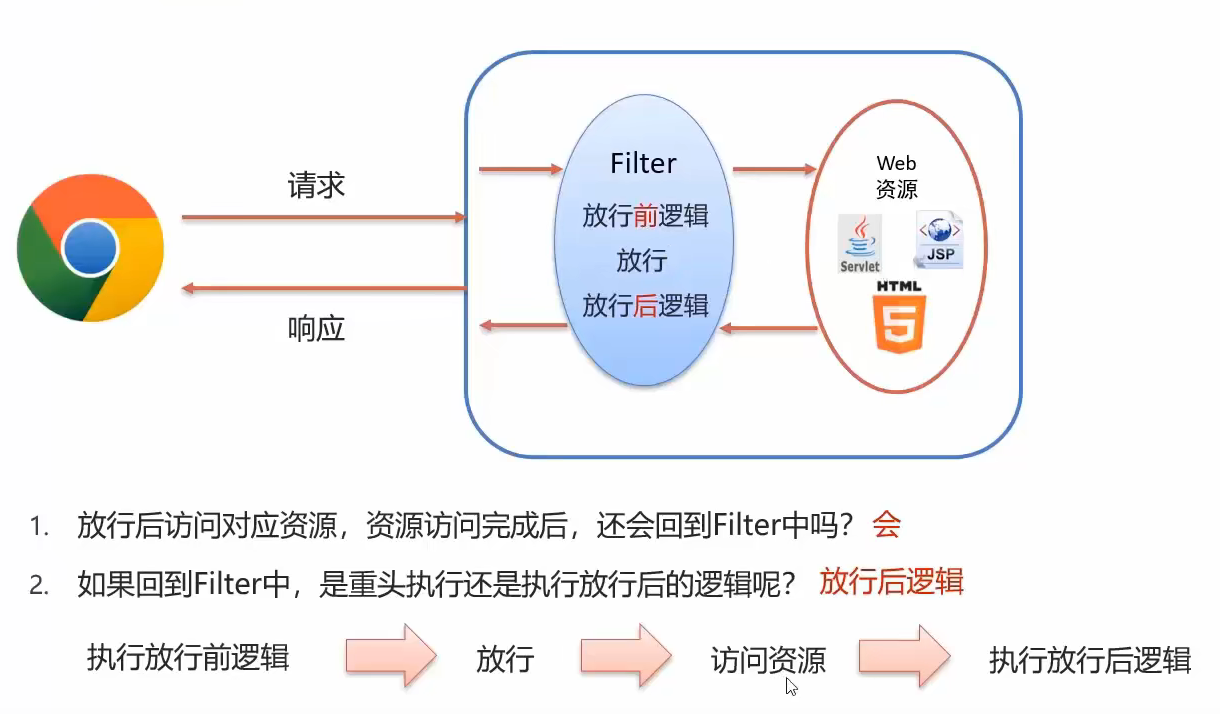 请求
响应
Filter
放行前逻辑
放行
放行后逻辑
Web
资源
Servlet
JSP
HTML
5
1. 放行后访问对应资源，资源访问完成后，还会回到Filter中吗？ 会
2. 如果回到Filter中，是重头执行还是执行放行后的逻辑呢？ 放行后逻辑
执行放行前逻辑 放行 访问资源 执行放行后逻辑